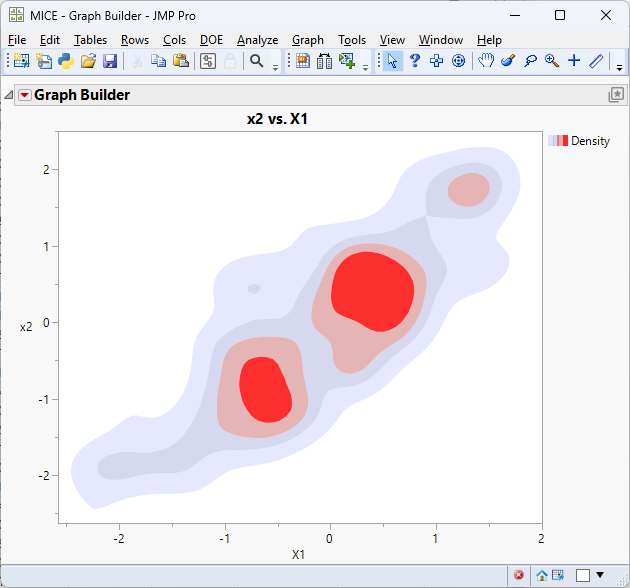 MICE - Graph Builder - JMP Pro
File Edit Tables Rows Cols DOE Analyze Graph Tools View Window Help
Graph Builder
x2 vs. X1
Density
2
1
0
-1
-2
x2
-2 -1 0 1 2
X1